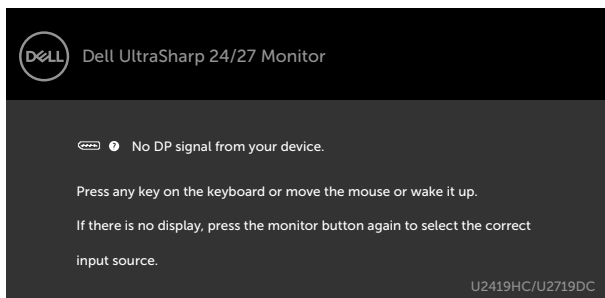 DELL
Dell UltraSharp 24/27 Monitor
? No DP signal from your device.
Press any key on the keyboard or move the mouse or wake it up.
If there is no display, press the monitor button again to select the correct
input source.
U2419HC/U2719DC